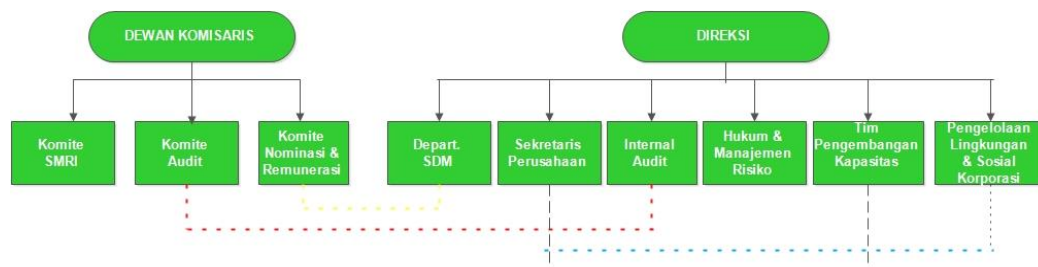 DEWAN KOMISARIS
DIREKSI
Komite
SMRI
Komite
Audit
Komite
Nominasi &
Remunerasi
Depart.
SDM
Sekretaris
Perusahaan
Internal
Audit
Hukum &
Manajemen
Risiko
Tim
Pengembangan
Kapasitas
Pengelolaan
Lingkungan
& Sosial
Korporasi